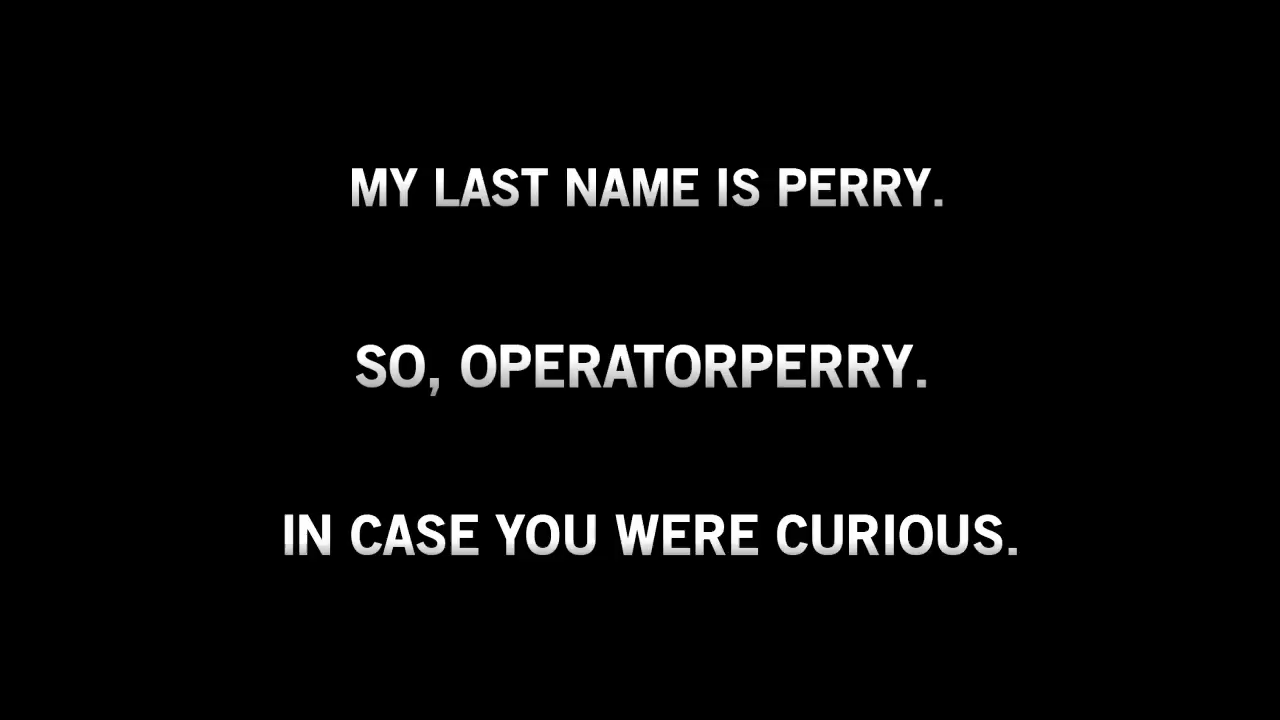 MY LAST NAME IS PERRY.
SO, OPERATORPERRY.
IN CASE YOU WERE CURIOUS.